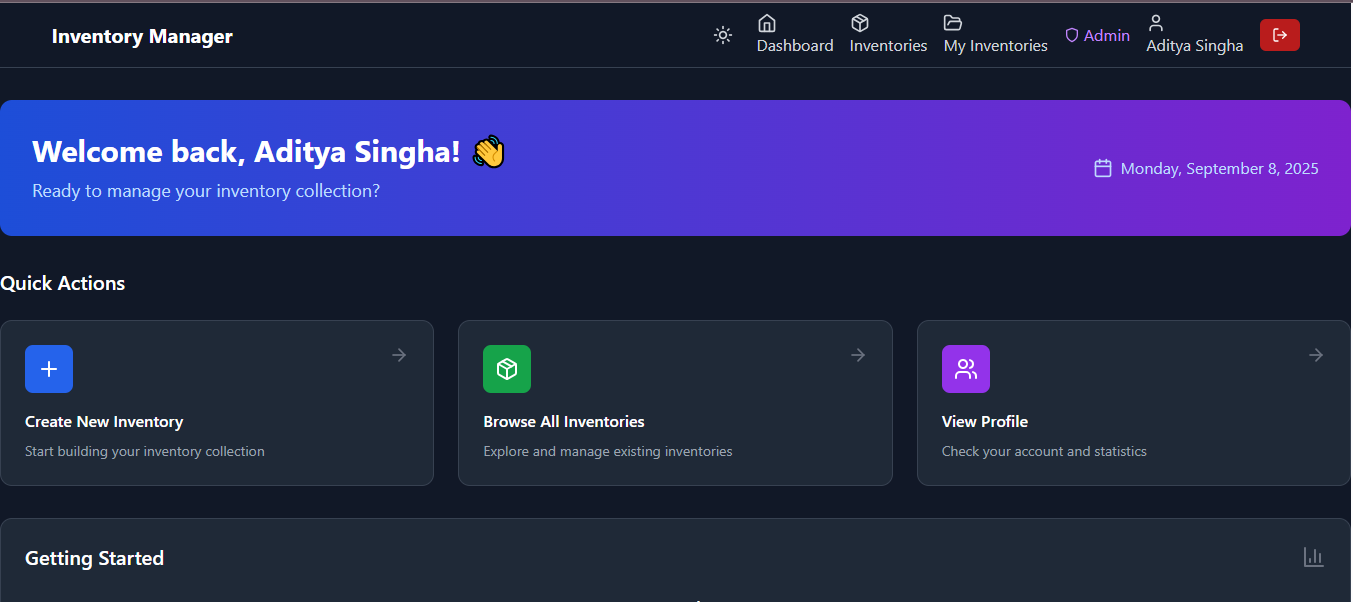 Inventory Manager
Dashboard
Inventories
My Inventories
Admin
Aditya Singha
Welcome back, Aditya Singha! 👋
Ready to manage your inventory collection?
Monday, September 8, 2025
Quick Actions
Create New Inventory
Start building your inventory collection
Browse All Inventories
Explore and manage existing inventories
View Profile
Check your account and statistics
Getting Started